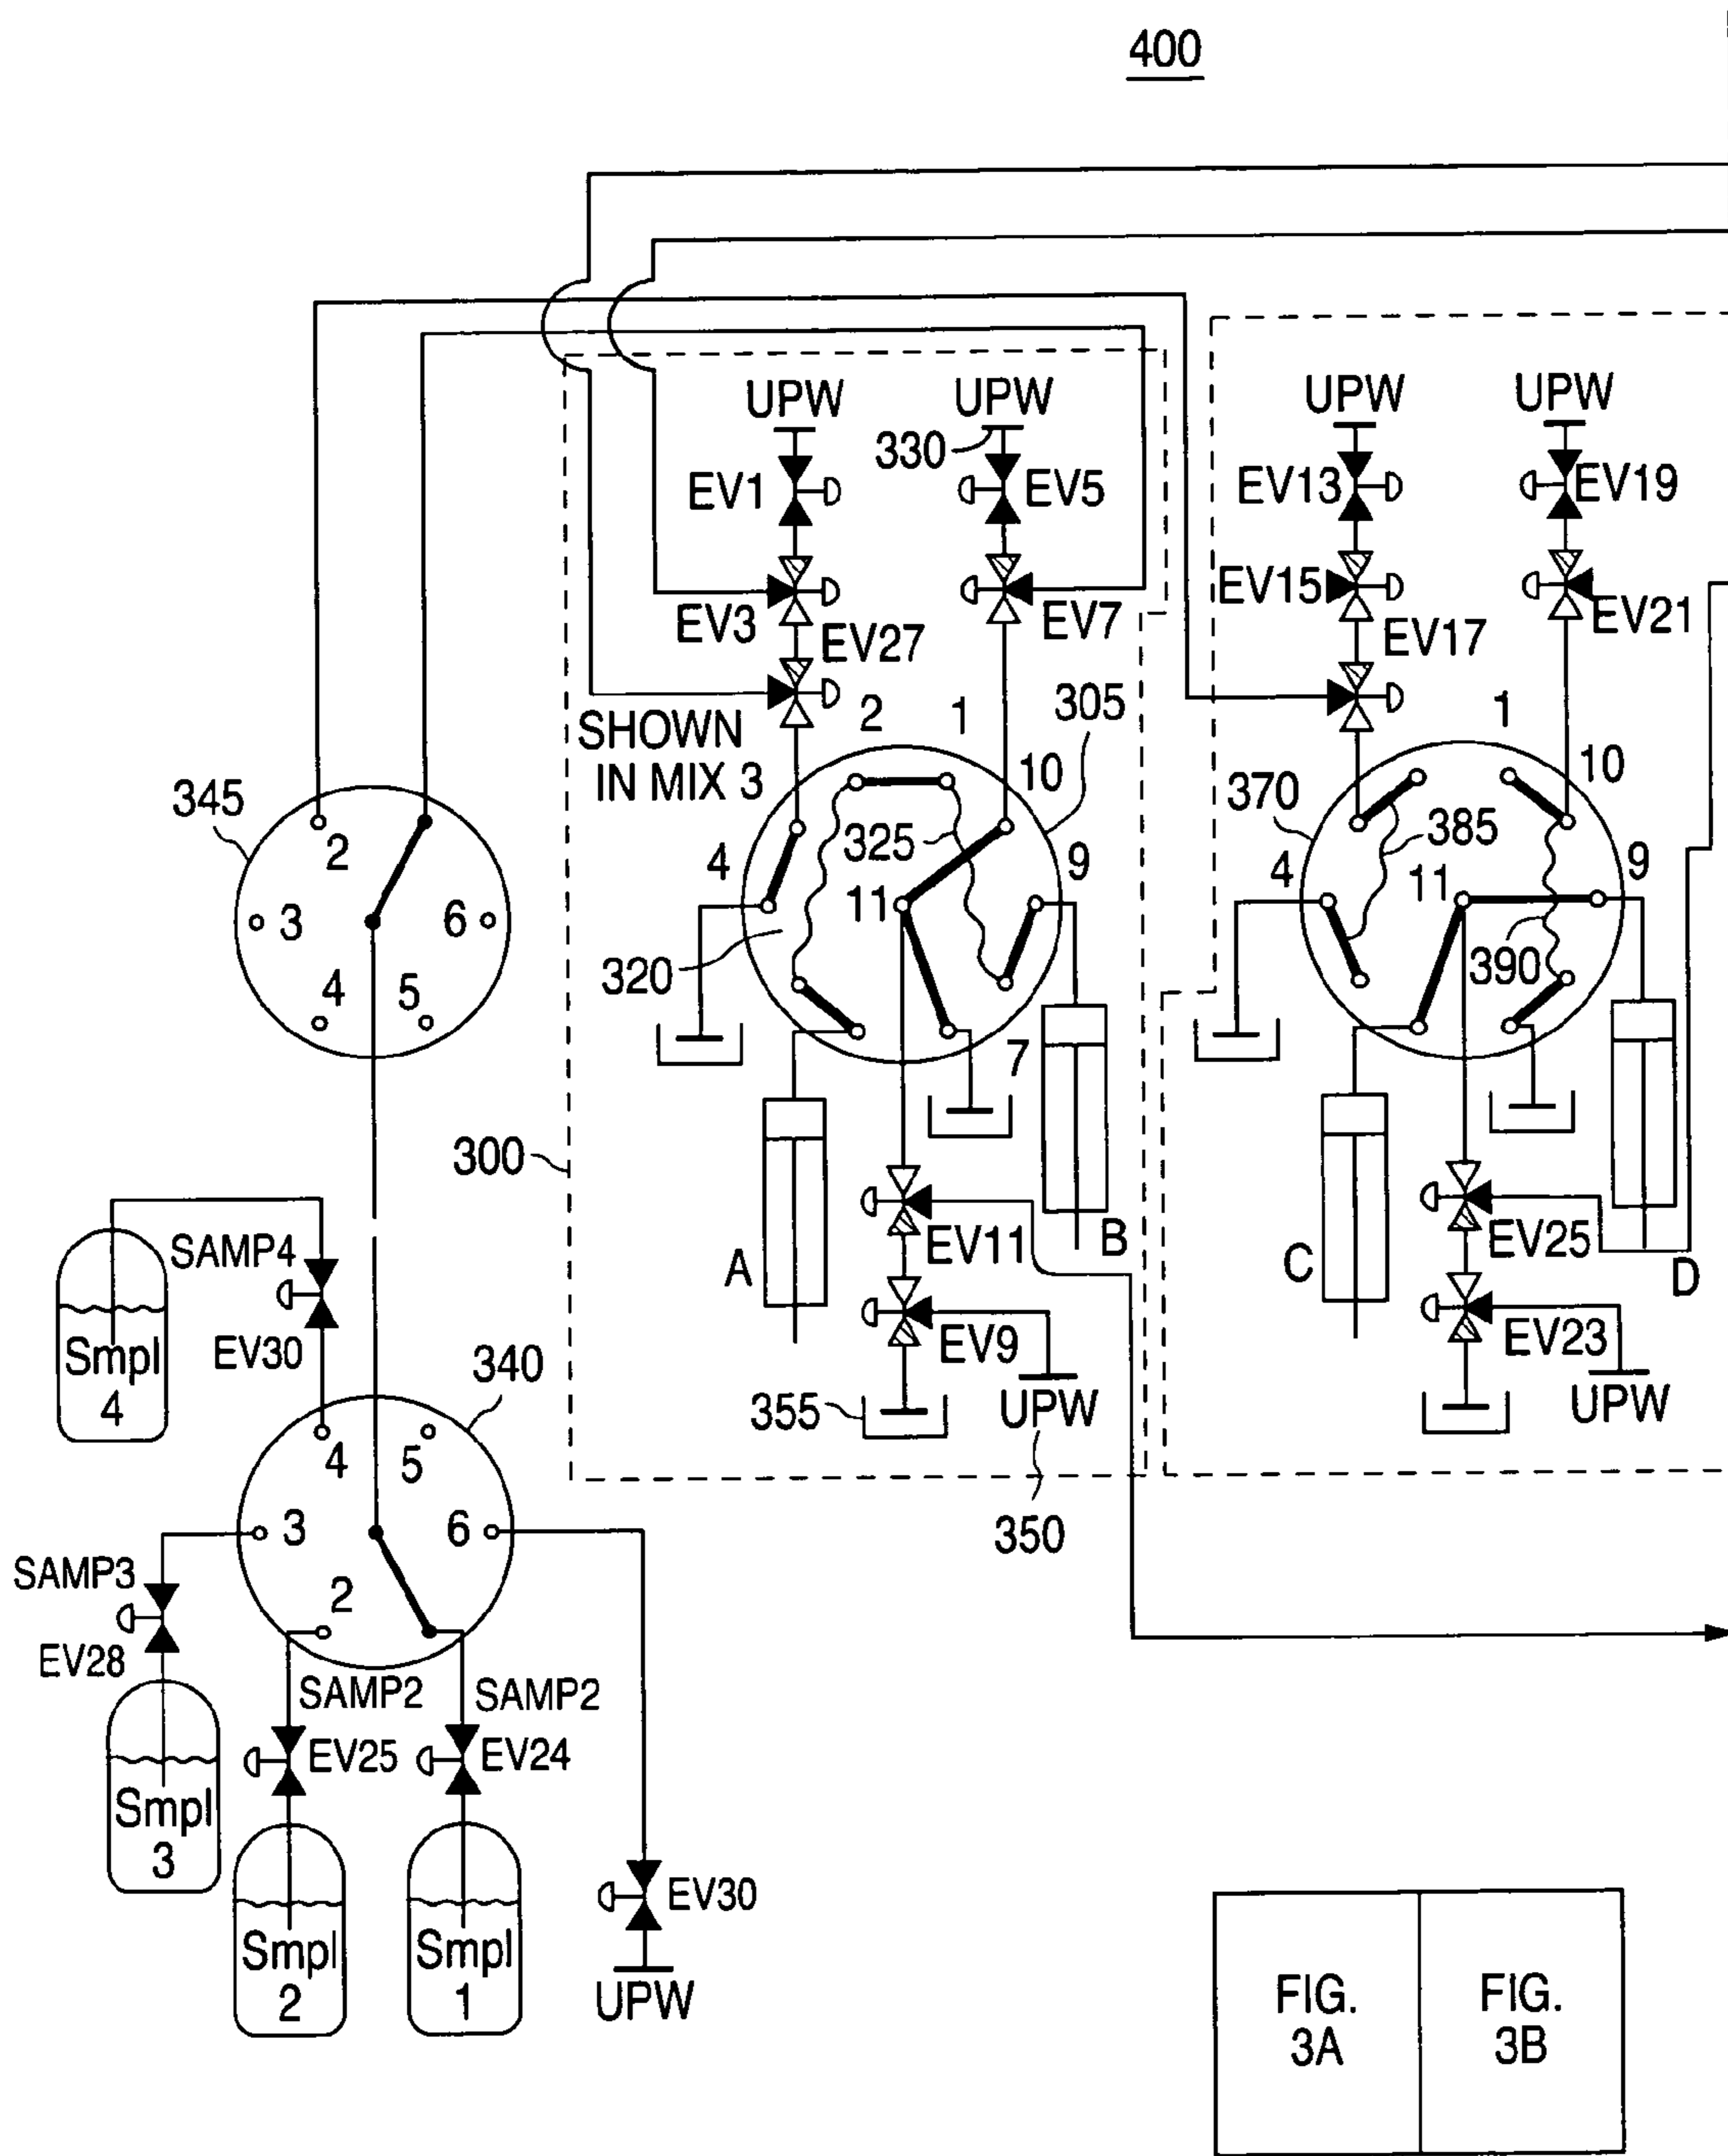 400
UPW
UPW
330
EV1
EV5
EV3
EV7
EV27
SHOWN
IN MIX 3
2
1
305
10
4
325
9
11
320
7
300
A
B
EV11
EV9
355
UPW
350
UPW
UPW
EV13
EV19
EV15
EV21
EV17
1
10
370
385
4
9
11
390
C
D
EV25
EV23
UPW
345
2
3
6
4
5
SAMP4
EV30
Smpl
4
340
4
5
3
6
2
SAMP3
EV28
Smpl
3
SAMP2
SAMP2
EV25
EV24
Smpl
2
Smpl
1
EV30
UPW
FIG.
3A
FIG.
3B